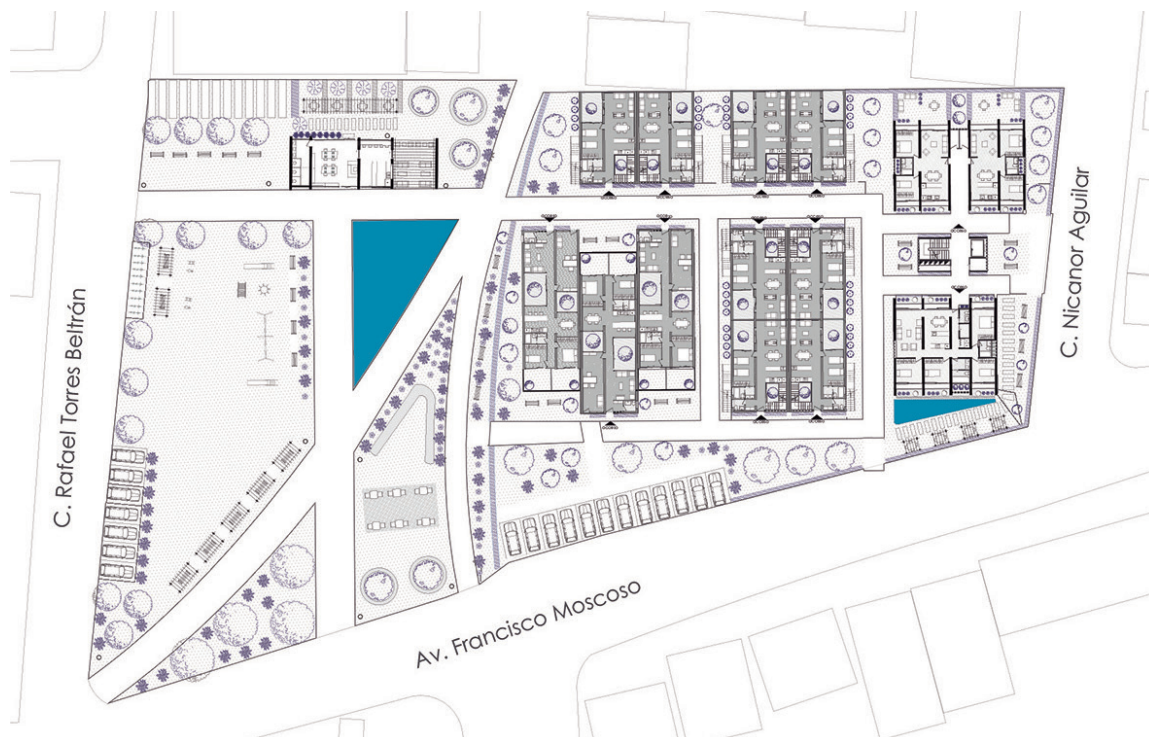 C. Rafael Torres Beltrán
Av. Francisco Moscoso
C. Nicanor Aguilar